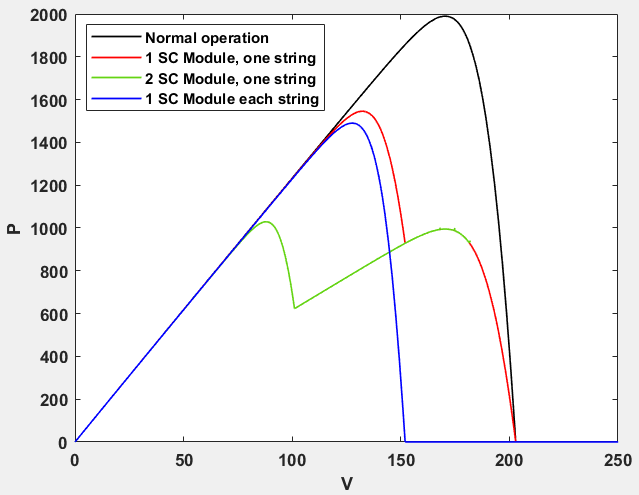 Normal operation
1 SC Module, one string
2 SC Module, one string
1 SC Module each string
2000
1800
1600
1400
1200
1000
800
600
400
200
0
P
0 50 100 150 200 250
V